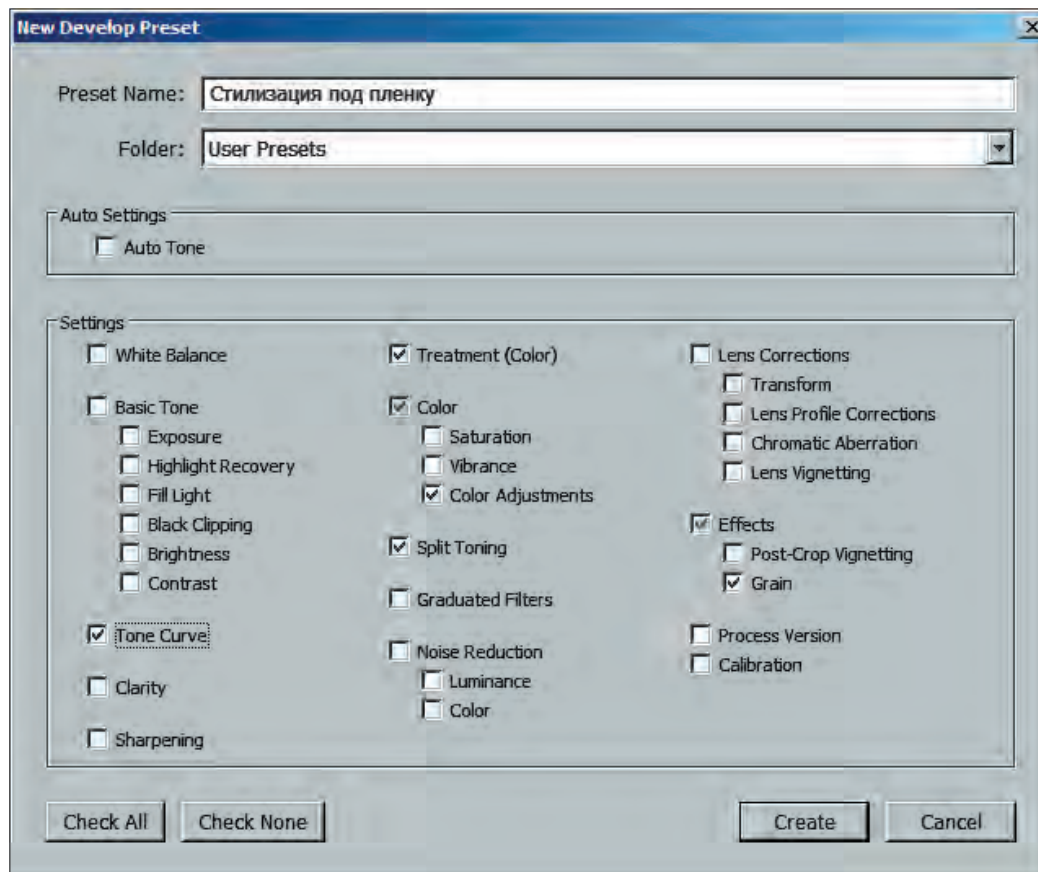 New Develop Preset
Preset Name: Стилизация под пленку
Folder: User Presets
Auto Settings
Auto Tone
Settings
White Balance
Basic Tone
Exposure
Highlight Recovery
Fill Light
Black Clipping
Brightness
Contrast
Tone Curve
Clarity
Sharpening
Treatment (Color)
Color
Saturation
Vibrance
Color Adjustments
Split Toning
Graduated Filters
Noise Reduction
Luminance
Color
Lens Corrections
Transform
Lens Profile Corrections
Chromatic Aberration
Lens Vignetting
Effects
Post-Crop Vignetting
Grain
Process Version
Calibration
Check All
Check None
Create
Cancel